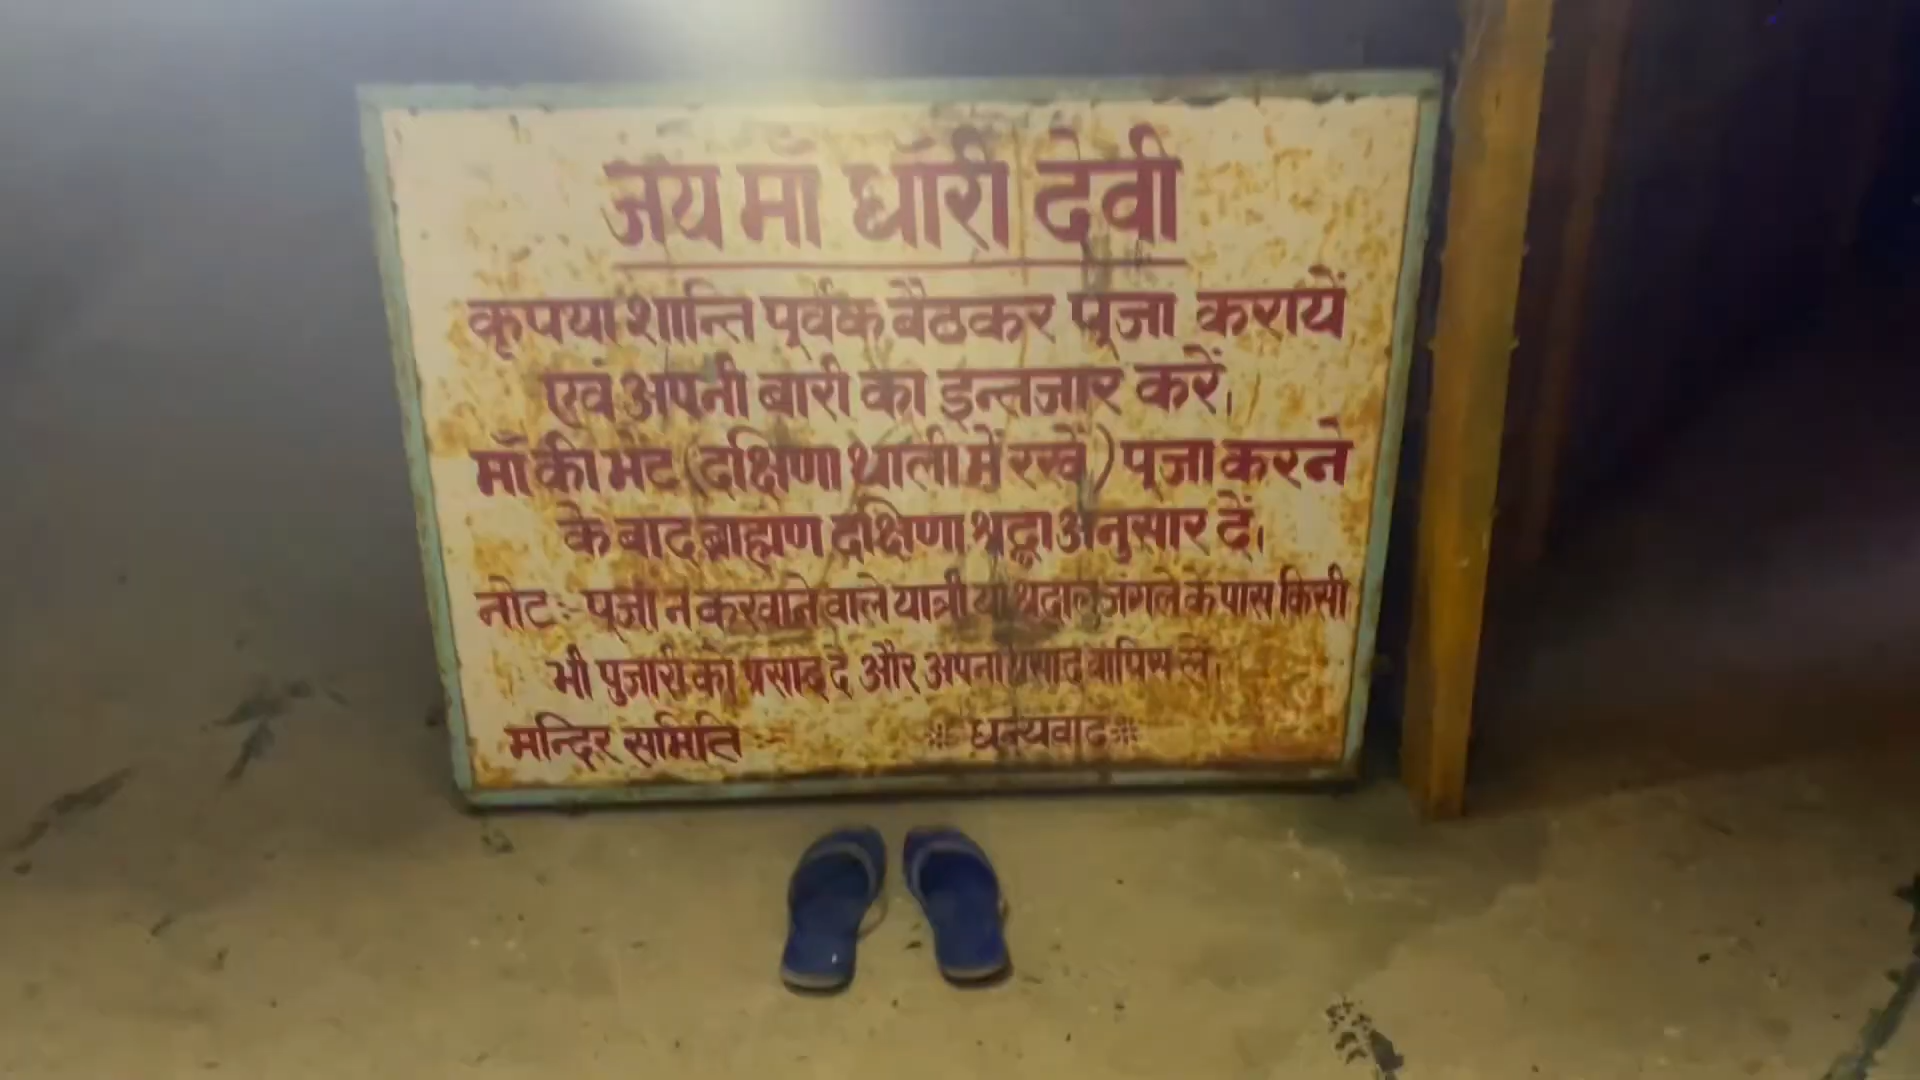 जय माँ धॉरी देवी
कृपया शान्ति पूर्वक बैठकर पूजा करायें
एवं अपनी बारी का इन्तजार करें।
माँ की भेंट (दक्षिणा थाली में रखें) पूजा करने
के बाद ब्राह्मण दक्षिणा श्रद्धा अनुसार दें।
नोट :- पूजा न करवाने वाले यात्री या श्रद्धालु जंगले के पास किसी
भी पुजारी को प्रसाद दें और अपना प्रसाद वापिस लें।
मन्दिर समिति :- ※ धन्यवाद ※